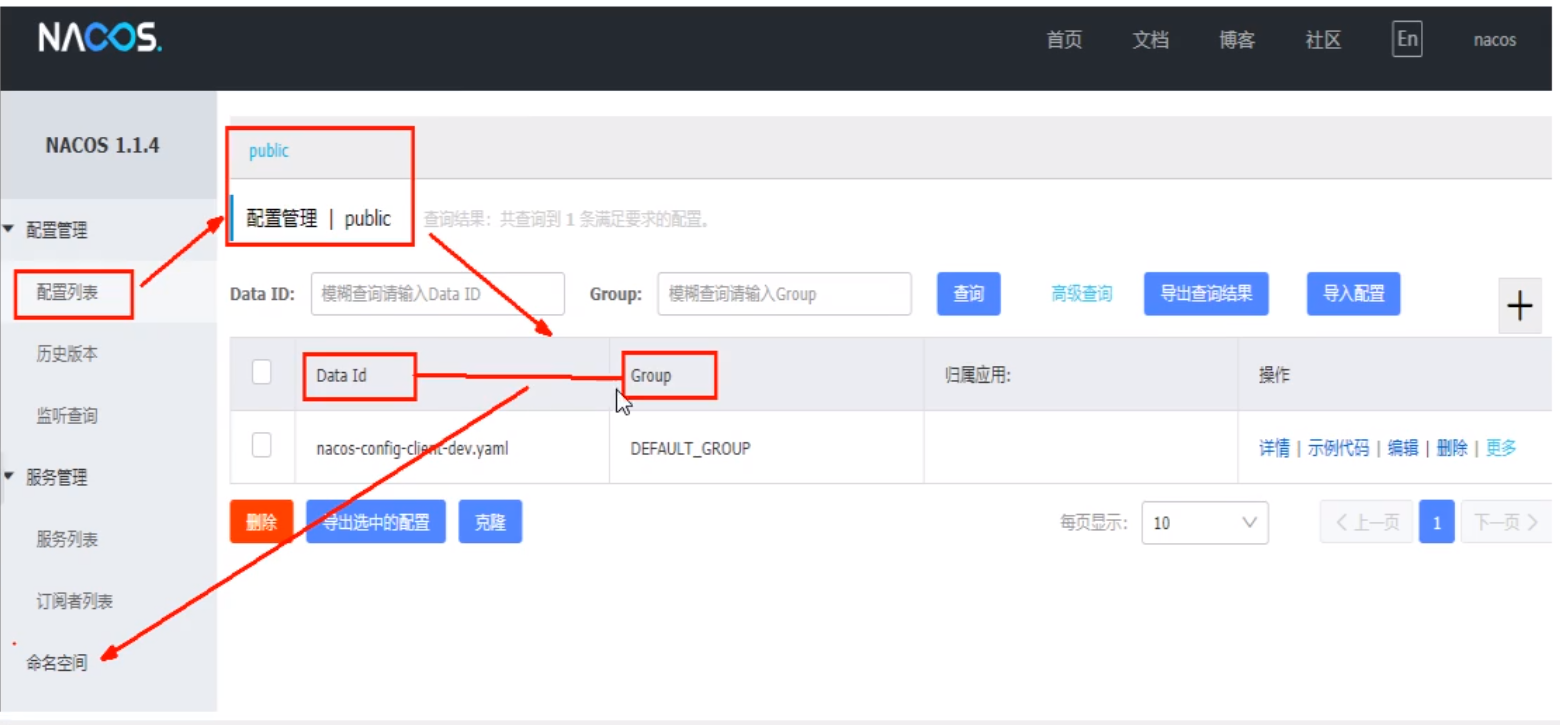 NACOS.
首页 文档 博客 社区 En nacos
NACOS 1.1.4
配置管理
配置列表
历史版本
监听查询
服务管理
服务列表
订阅者列表
命名空间
public
配置管理 | public 查询结果：共查询到 1 条满足要求的配置。
Data ID: 模糊查询请输入Data ID Group: 模糊查询请输入Group 查询 高级查询 导出查询结果 导入配置 +
Data Id Group 归属应用: 操作
nacos-config-client-dev.yaml DEFAULT_GROUP 详情 | 示例代码 | 编辑 | 删除 | 更多
删除 导出选中的配置 克隆 每页显示: 10 上一页 1 下一页